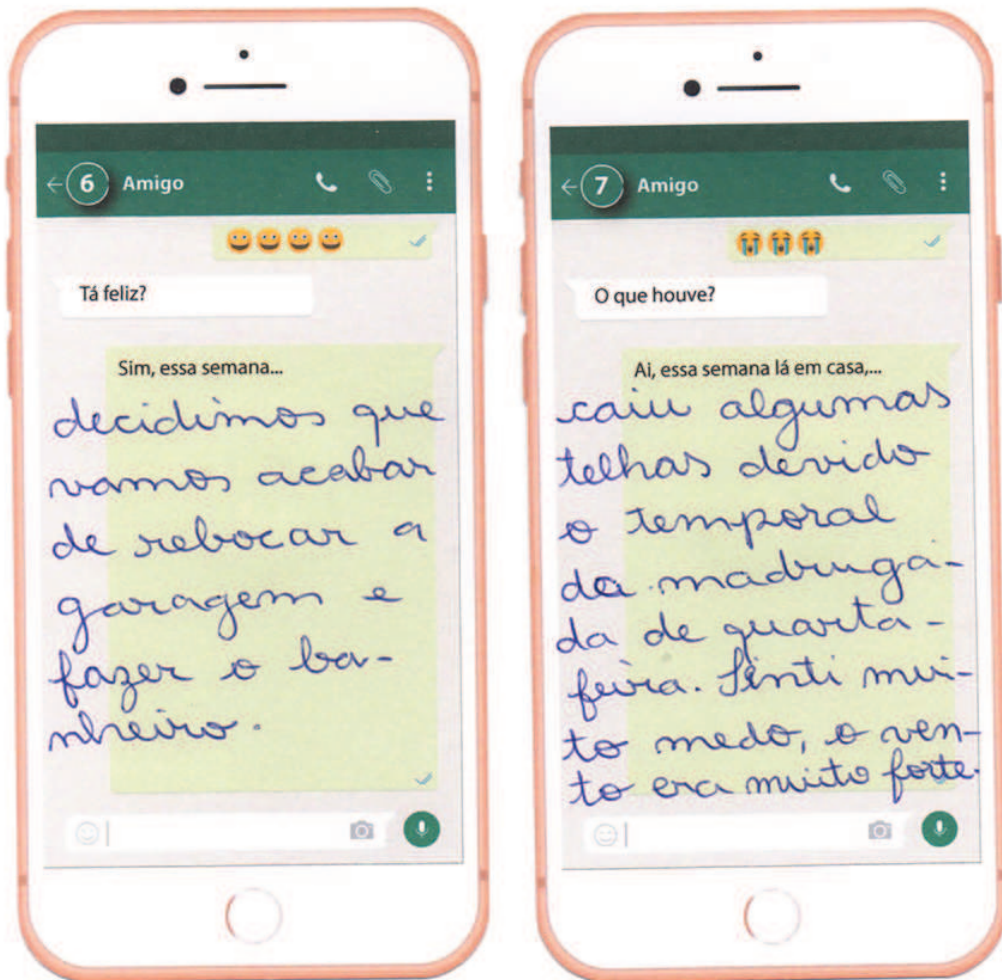 6 Amigo
😀😀😀😀
Tá feliz?
Sim, essa semana...
decidimos que
vamos acabar
de rebocar a
garagem e
fazer o ba-
nheiro.
7 Amigo
😭😭😭
O que houve?
Ai, essa semana lá em casa,...
caiu algumas
telhas devido
o temporal
da madruga-
da de quarta-
feira. Senti mui-
to medo, o ven-
to era muito forte.